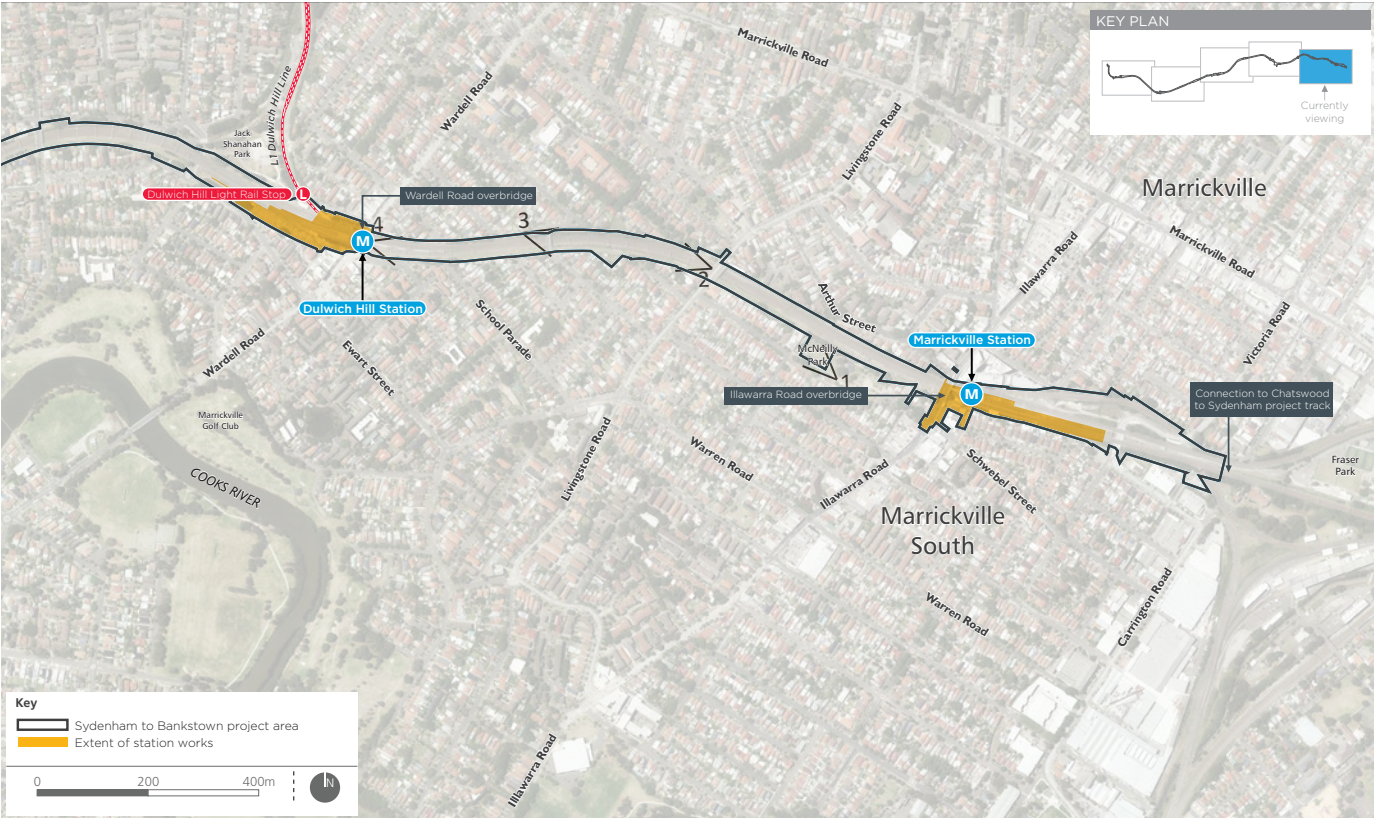 KEY PLAN
Currently
viewing
Marrickville Road
Wardell Road
L1 Dulwich Hill Line
Jack
Shanahan
Park
Livingstone Road
Dulwich Hill Light Rail Stop
L
Wardell Road overbridge
Marrickville
4
3
M
Marrickville Road
Illawarra Road
2
Dulwich Hill Station
Arthur Street
School Parade
Victoria Road
Wardell Road
Ewart Street
Marrickville Station
McNeilly
Park
1
Illawarra Road overbridge
M
Connection to Chatswood
to Sydenham project track
Marrickville
Golf Club
Livingstone Road
Warren Road
Illawarra Road
Schwebel Street
Fraser
Park
COOKS RIVER
Marrickville
South
Warren Road
Carrington Road
Illawarra Road
Key
Sydenham to Bankstown project area
Extent of station works
0 200 400m
N